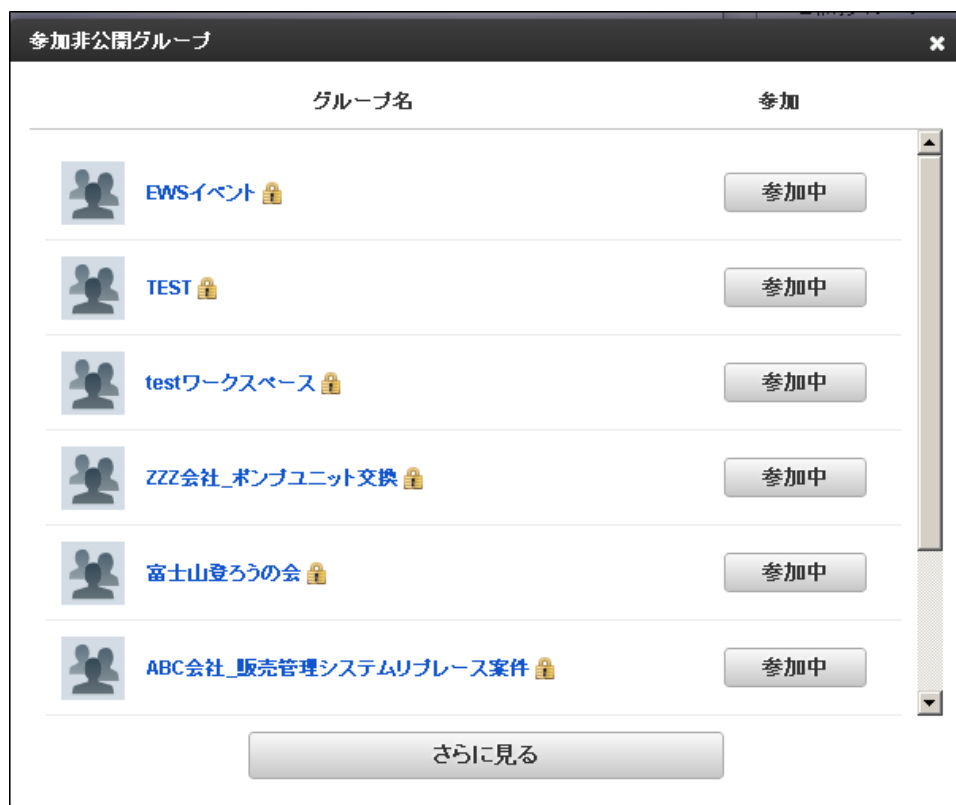 参加非公開グループ
グループ名 参加
EWSイベント 参加中
TEST 参加中
testワークスペース 参加中
ZZZ会社_ポンプユニット交換 参加中
富士山登ろうの会 参加中
ABC会社_販売管理システムリプレース案件 参加中
さらに見る